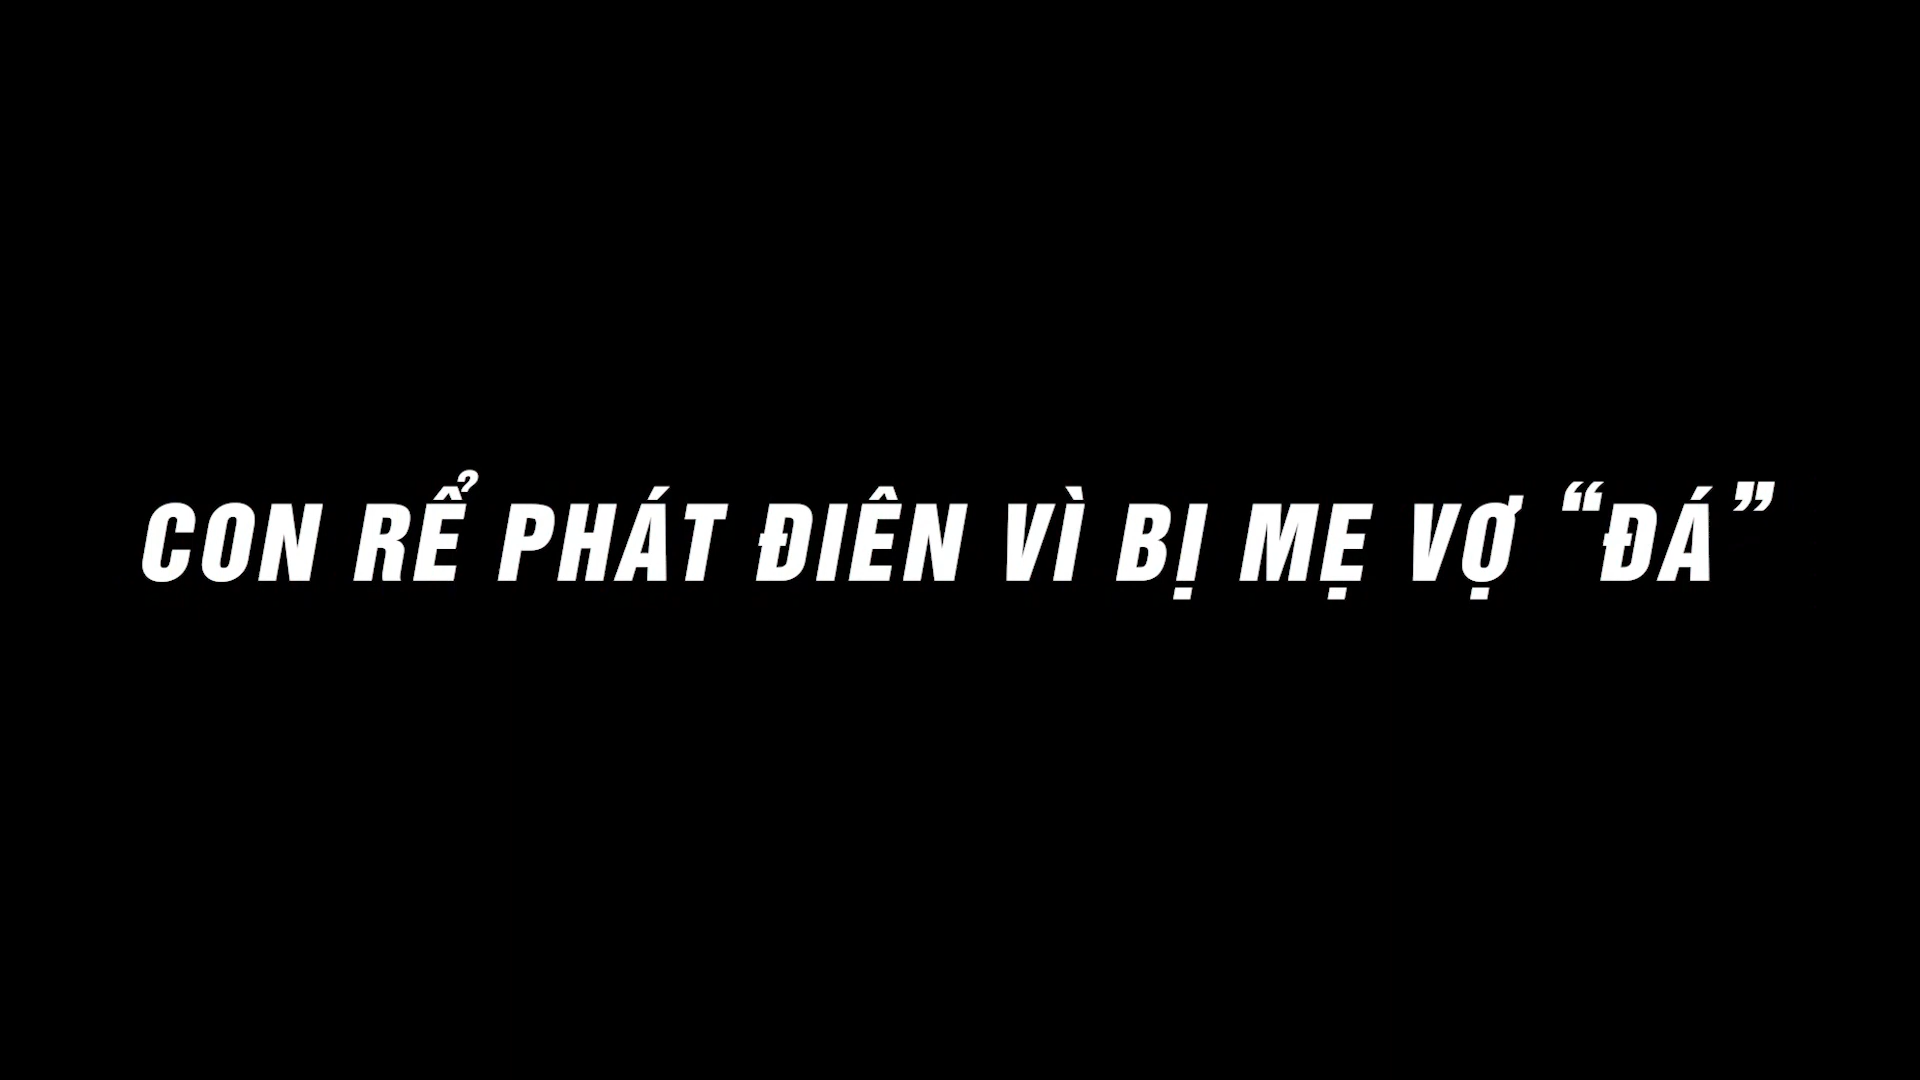 CON RỂ PHÁT ĐIÊN VÌ BỊ MẸ VỢ “ĐÁ”